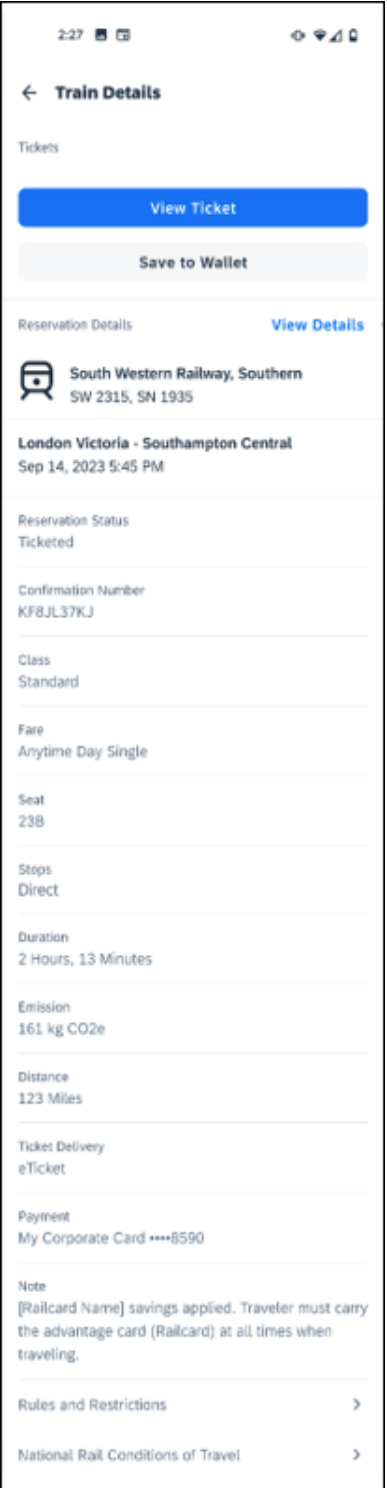 2:27
Train Details
Tickets
View Ticket
Save to Wallet
Reservation Details View Details
South Western Railway, Southern
SW 2315, SN 1935
London Victoria - Southampton Central
Sep 14, 2023 5:45 PM
Reservation Status
Ticketed
Confirmation Number
KF8JL37KJ
Class
Standard
Fare
Anytime Day Single
Seat
23B
Stops
Direct
Duration
2 Hours, 13 Minutes
Emission
161 kg CO2e
Distance
123 Miles
Ticket Delivery
eTicket
Payment
My Corporate Card ••••8590
Note
[Railcard Name] savings applied. Traveler must carry
the advantage card (Railcard) at all times when
traveling.
Rules and Restrictions
National Rail Conditions of Travel